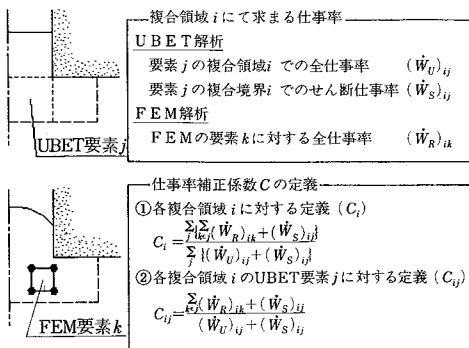 複合領域 i にて求まる仕事率
UBET解析
要素 j の複合領域 i での全仕事率 (Ẇ_U)_ij
要素 j の複合境界 i でのせん断仕事率 (Ẇ_S)_ij
FEM解析
FEMの要素 k に対する全仕事率 (Ẇ_R)_ik
UBET要素 j
仕事率補正係数 C の定義
①各複合領域 i に対する定義 (C_i)
C_i = Σ_j{Σ_{k∈j}(Ẇ_R)_ik + (Ẇ_S)_ij} / Σ_j{(Ẇ_U)_ij + (Ẇ_S)_ij}
②各複合領域 i のUBET要素 j に対する定義 (C_ij)
C_ij = Σ_{k∈j}(Ẇ_R)_ik + (Ẇ_S)_ij / (Ẇ_U)_ij + (Ẇ_S)_ij
FEM要素 k